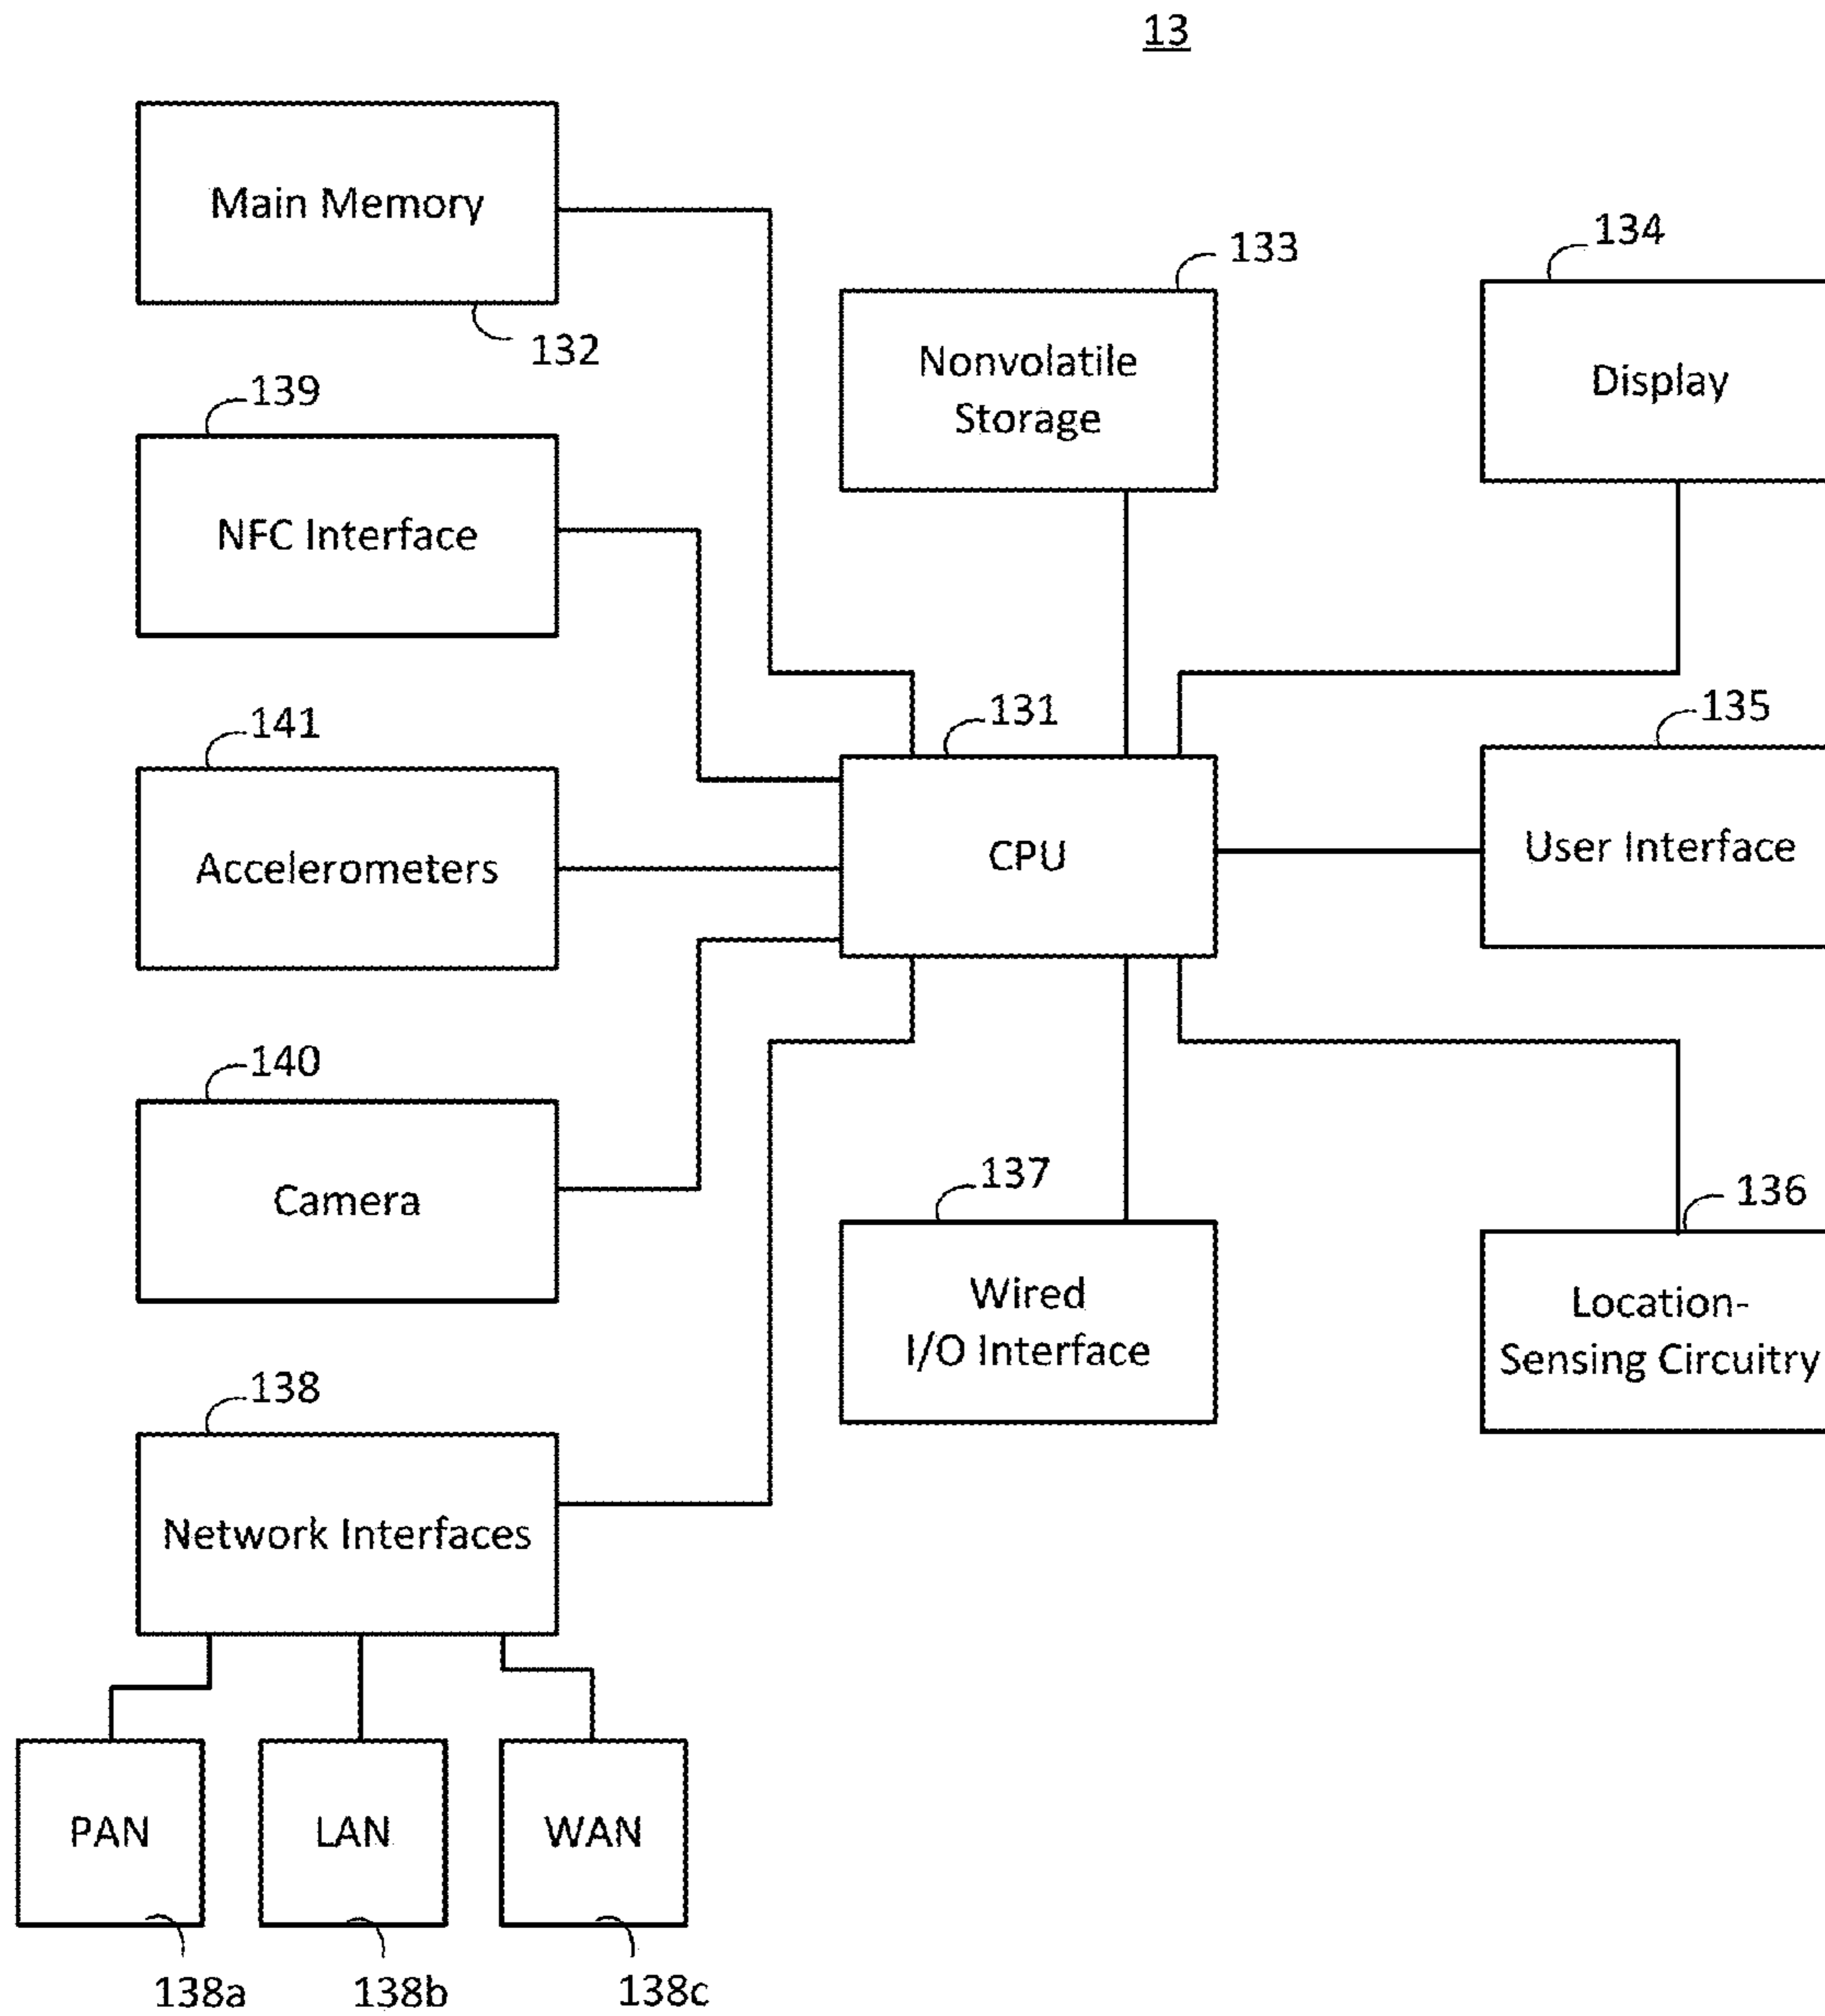 13
Main Memory
132
133
Nonvolatile
Storage
134
Display
139
NFC Interface
141
Accelerometers
131
CPU
135
User Interface
140
Camera
137
Wired
I/O Interface
136
Location-
Sensing Circuitry
138
Network Interfaces
PAN
LAN
WAN
138a
138b
138c